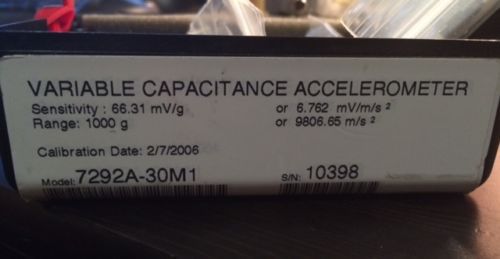 VARIABLE CAPACITANCE ACCELEROMETER
Sensitivity : 66.31 mV/g or 6.762 mV/m/s ²
Range: 1000 g or 9806.65 m/s ²
Calibration Date: 2/7/2006
Model: 7292A-30M1 S/N: 10398